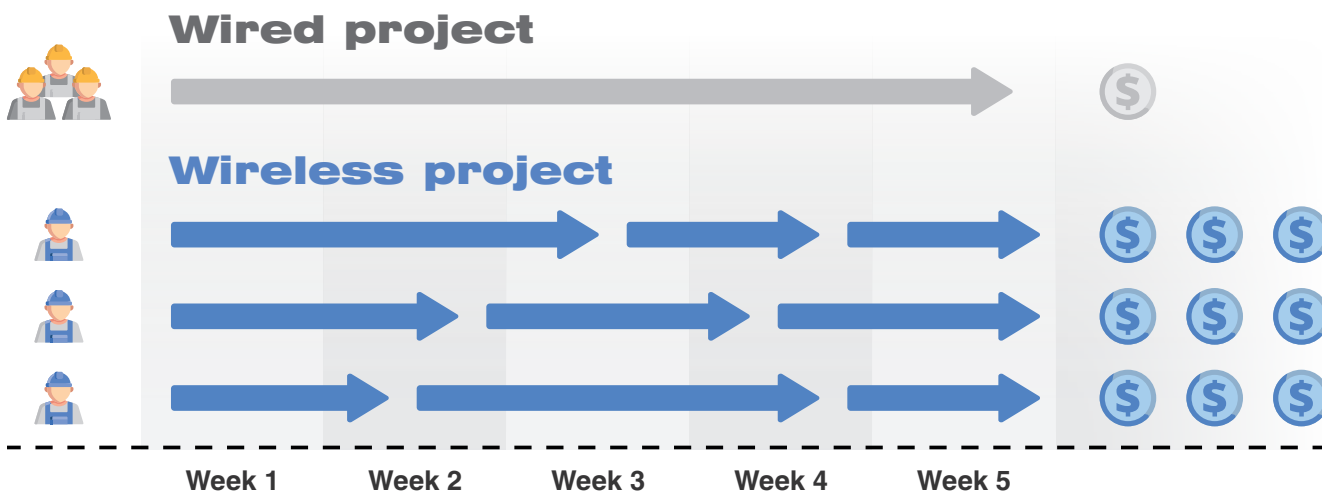 Wired project
$
Wireless project
$ $ $
$ $ $
$ $ $
Week 1 Week 2 Week 3 Week 4 Week 5